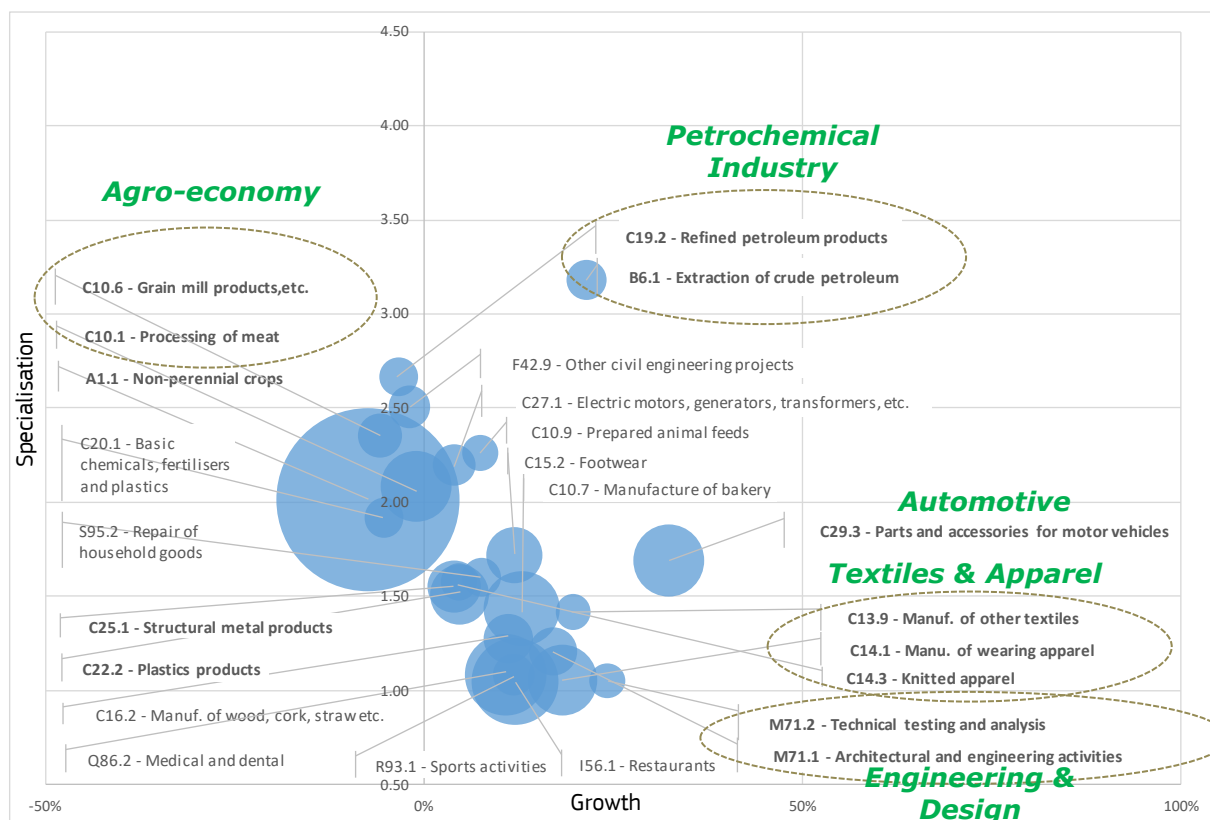 4.50
4.00
Petrochemical
Industry
Agro-economy
3.50
C19.2 - Refined petroleum products
B6.1 - Extraction of crude petroleum
C10.6 - Grain mill products,etc.
3.00
C10.1 - Processing of meat
F42.9 - Other civil engineering projects
A1.1 - Non-perennial crops
2.50
C27.1 - Electric motors, generators, transformers, etc.
C10.9 - Prepared animal feeds
C20.1 - Basic
chemicals, fertilisers
and plastics
C15.2 - Footwear
C10.7 - Manufacture of bakery
2.00
Specialisation
Automotive
C29.3 - Parts and accessories for motor vehicles
S95.2 - Repair of
household goods
Textiles & Apparel
1.50
C13.9 - Manuf. of other textiles
C25.1 - Structural metal products
C14.1 - Manu. of wearing apparel
C22.2 - Plastics products
C14.3 - Knitted apparel
1.00
C16.2 - Manuf. of wood, cork, straw etc.
M71.2 - Technical testing and analysis
Q86.2 - Medical and dental
R93.1 - Sports activities
I56.1 - Restaurants
M71.1 - Architectural and engineering activities
0.50
Engineering &
Design
-50%
0%
Growth
50%
100%